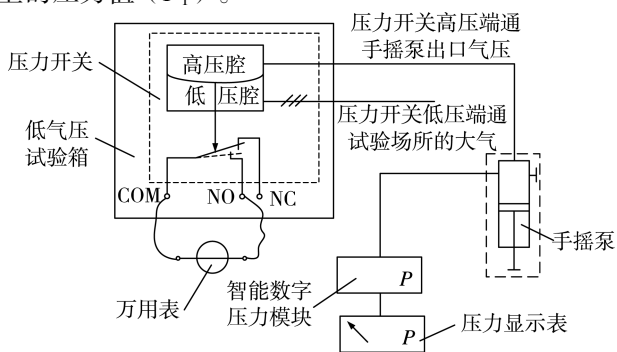 压力开关高压端通
手摇泵出口气压
压力开关
高压腔
低 压腔
压力开关低压端通
试验场所的大气
低气压
试验箱
COM
NO
NC
手摇泵
万用表
智能数字
压力模块
P
P
压力显示表